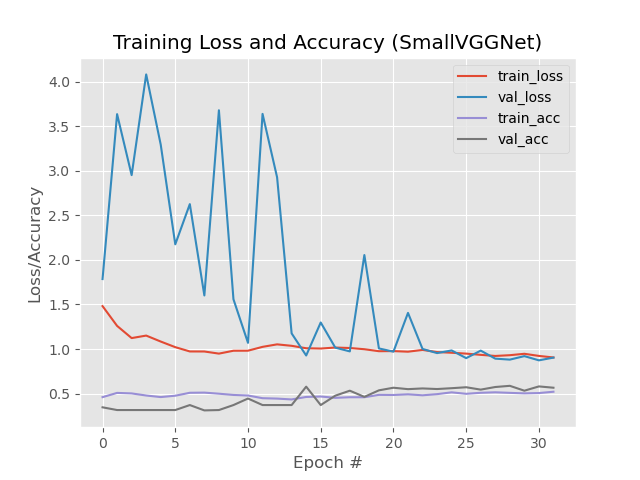 Training Loss and Accuracy (SmallVGGNet)
train_loss
val_loss
train_acc
val_acc
Loss/Accuracy
4.0
3.5
3.0
2.5
2.0
1.5
1.0
0.5
0 5 10 15 20 25 30
Epoch #